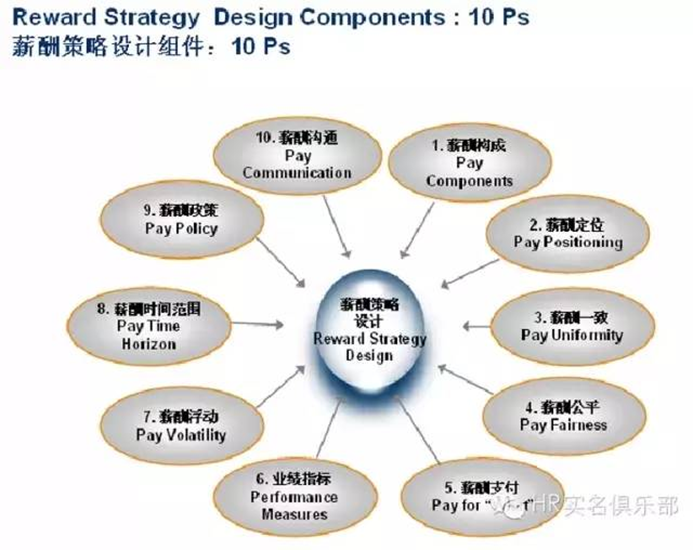 Reward Strategy Design Components : 10 Ps
薪酬策略设计组件：10 Ps
10. 薪酬沟通
Pay
Communication
1. 薪酬构成
Pay
Components
9. 薪酬政策
Pay Policy
2. 薪酬定位
Pay Positioning
8. 薪酬时间范围
Pay Time
Horizon
薪酬策略
设计
Reward Strategy
Design
3. 薪酬一致
Pay Uniformity
7. 薪酬浮动
Pay Volatility
4. 薪酬公平
Pay Fairness
6. 业绩指标
Performance
Measures
5. 薪酬支付
Pay for
HR实名俱乐部